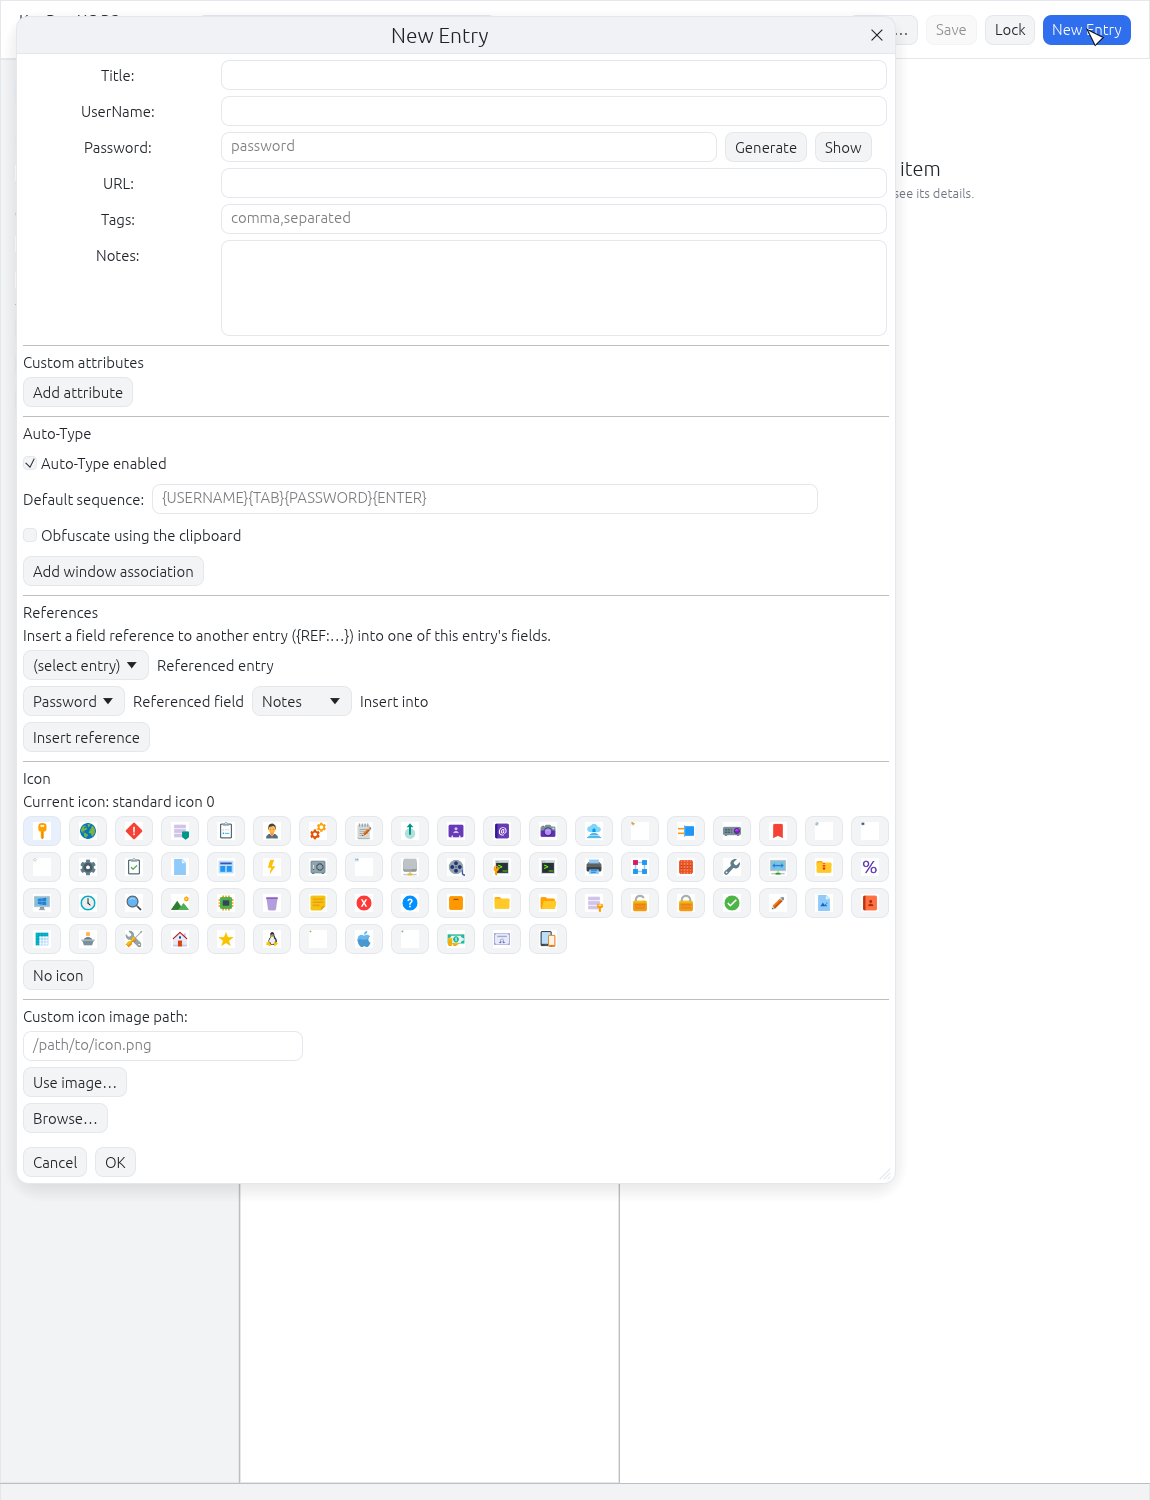 New Entry
… Save Lock New Entry
Title:
UserName:
Password: password Generate Show
URL:
Tags: comma,separated
Notes:
item
see its details.
Custom attributes
Add attribute
Auto-Type
Auto-Type enabled
Default sequence: {USERNAME}{TAB}{PASSWORD}{ENTER}
Obfuscate using the clipboard
Add window association
References
Insert a field reference to another entry ({REF:…}) into one of this entry's fields.
(select entry) Referenced entry
Password Referenced field Notes Insert into
Insert reference
Icon
Current icon: standard icon 0
No icon
Custom icon image path:
/path/to/icon.png
Use image…
Browse…
Cancel OK